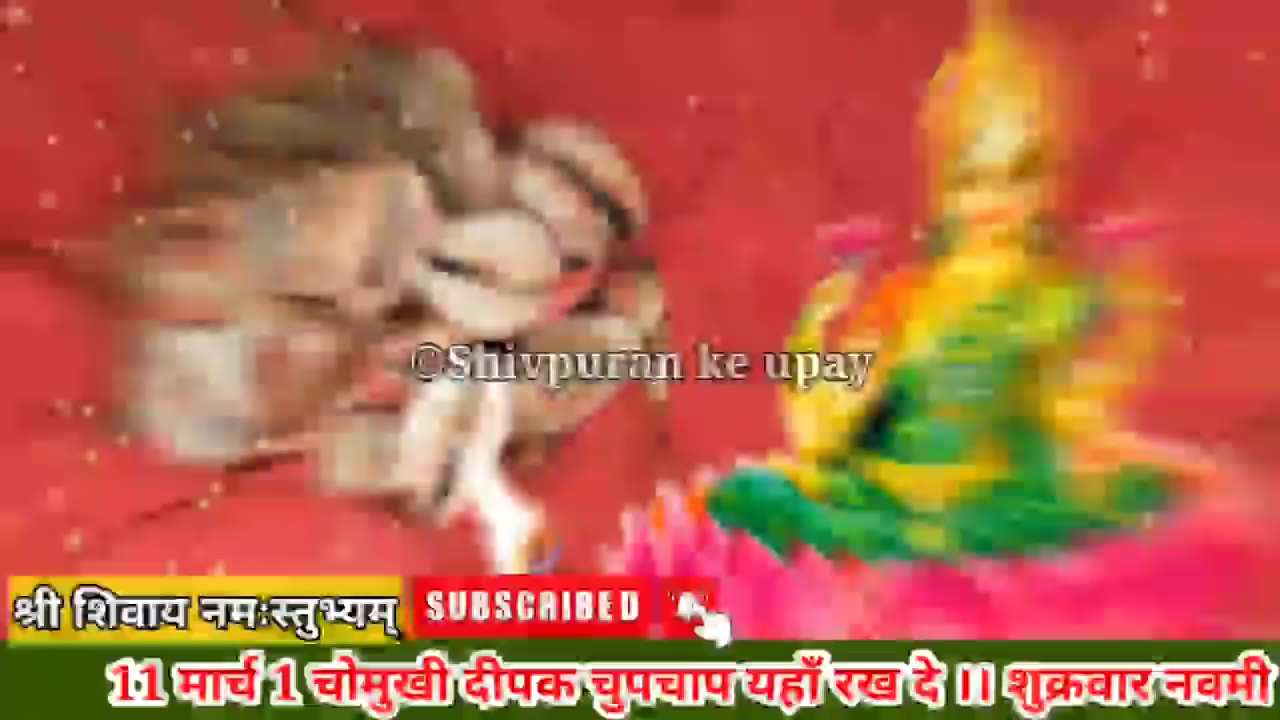 ©Shivpuran ke upay
श्री शिवाय नमःस्तुभ्यम् SUBSCRIBED
11 मार्च 1 चोमुखी दीपक चुपचाप यहाँ रख दे ।। शुक्रवार नवमी